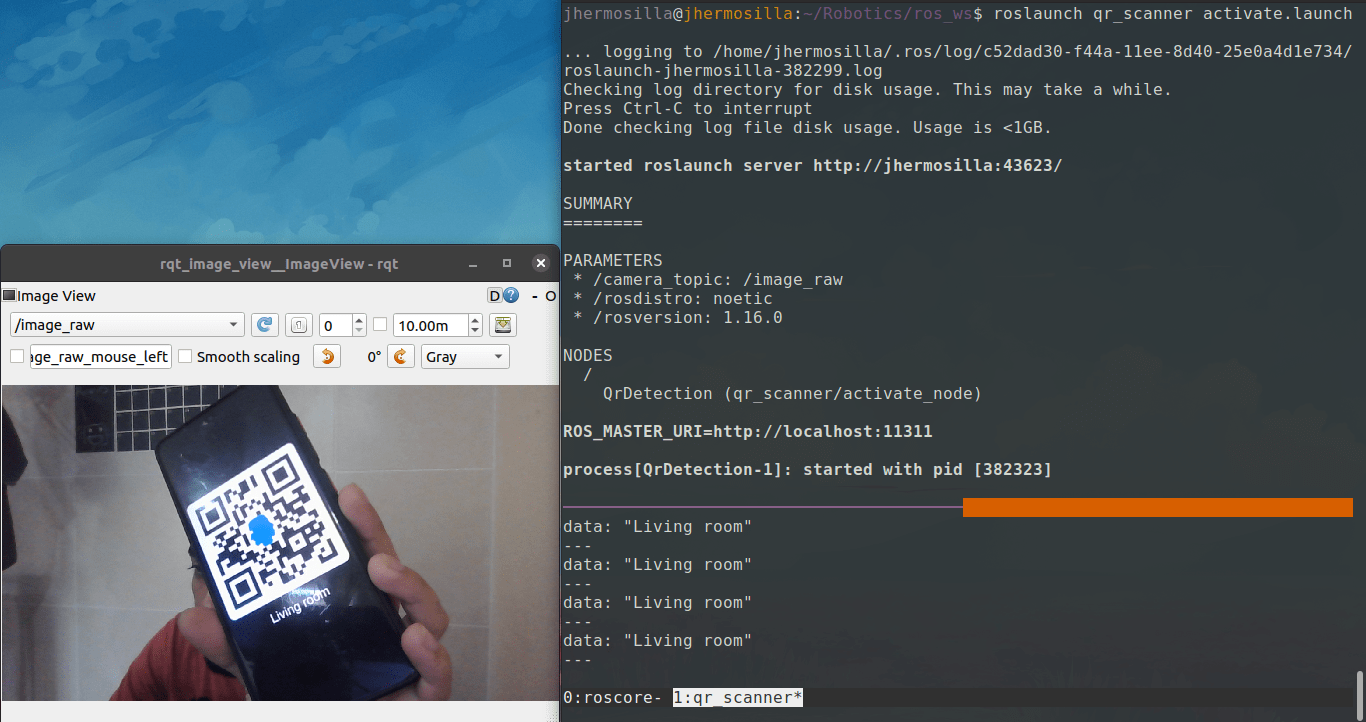 jhermosilla@jhermosilla:~/Robotics/ros_ws$ roslaunch qr_scanner activate.launch
... logging to /home/jhermosilla/.ros/log/c52dad30-f44a-11ee-8d40-25e0a4d1e734/
roslaunch-jhermosilla-382299.log
Checking log directory for disk usage. This may take a while.
Press Ctrl-C to interrupt
Done checking log file disk usage. Usage is <1GB.
started roslaunch server http://jhermosilla:43623/
SUMMARY
========
PARAMETERS
* /camera_topic: /image_raw
* /rosdistro: noetic
* /rosversion: 1.16.0
NODES
/
QrDetection (qr_scanner/activate_node)
ROS_MASTER_URI=http://localhost:11311
process[QrDetection-1]: started with pid [382323]
data: "Living room"
---
data: "Living room"
---
data: "Living room"
---
data: "Living room"
---
0:roscore- 1:qr_scanner*
rqt_image_view__ImageView - rqt
Image View D ? - O
/image_raw 0 10.00m
age_raw_mouse_left Smooth scaling 0° Gray
Living room